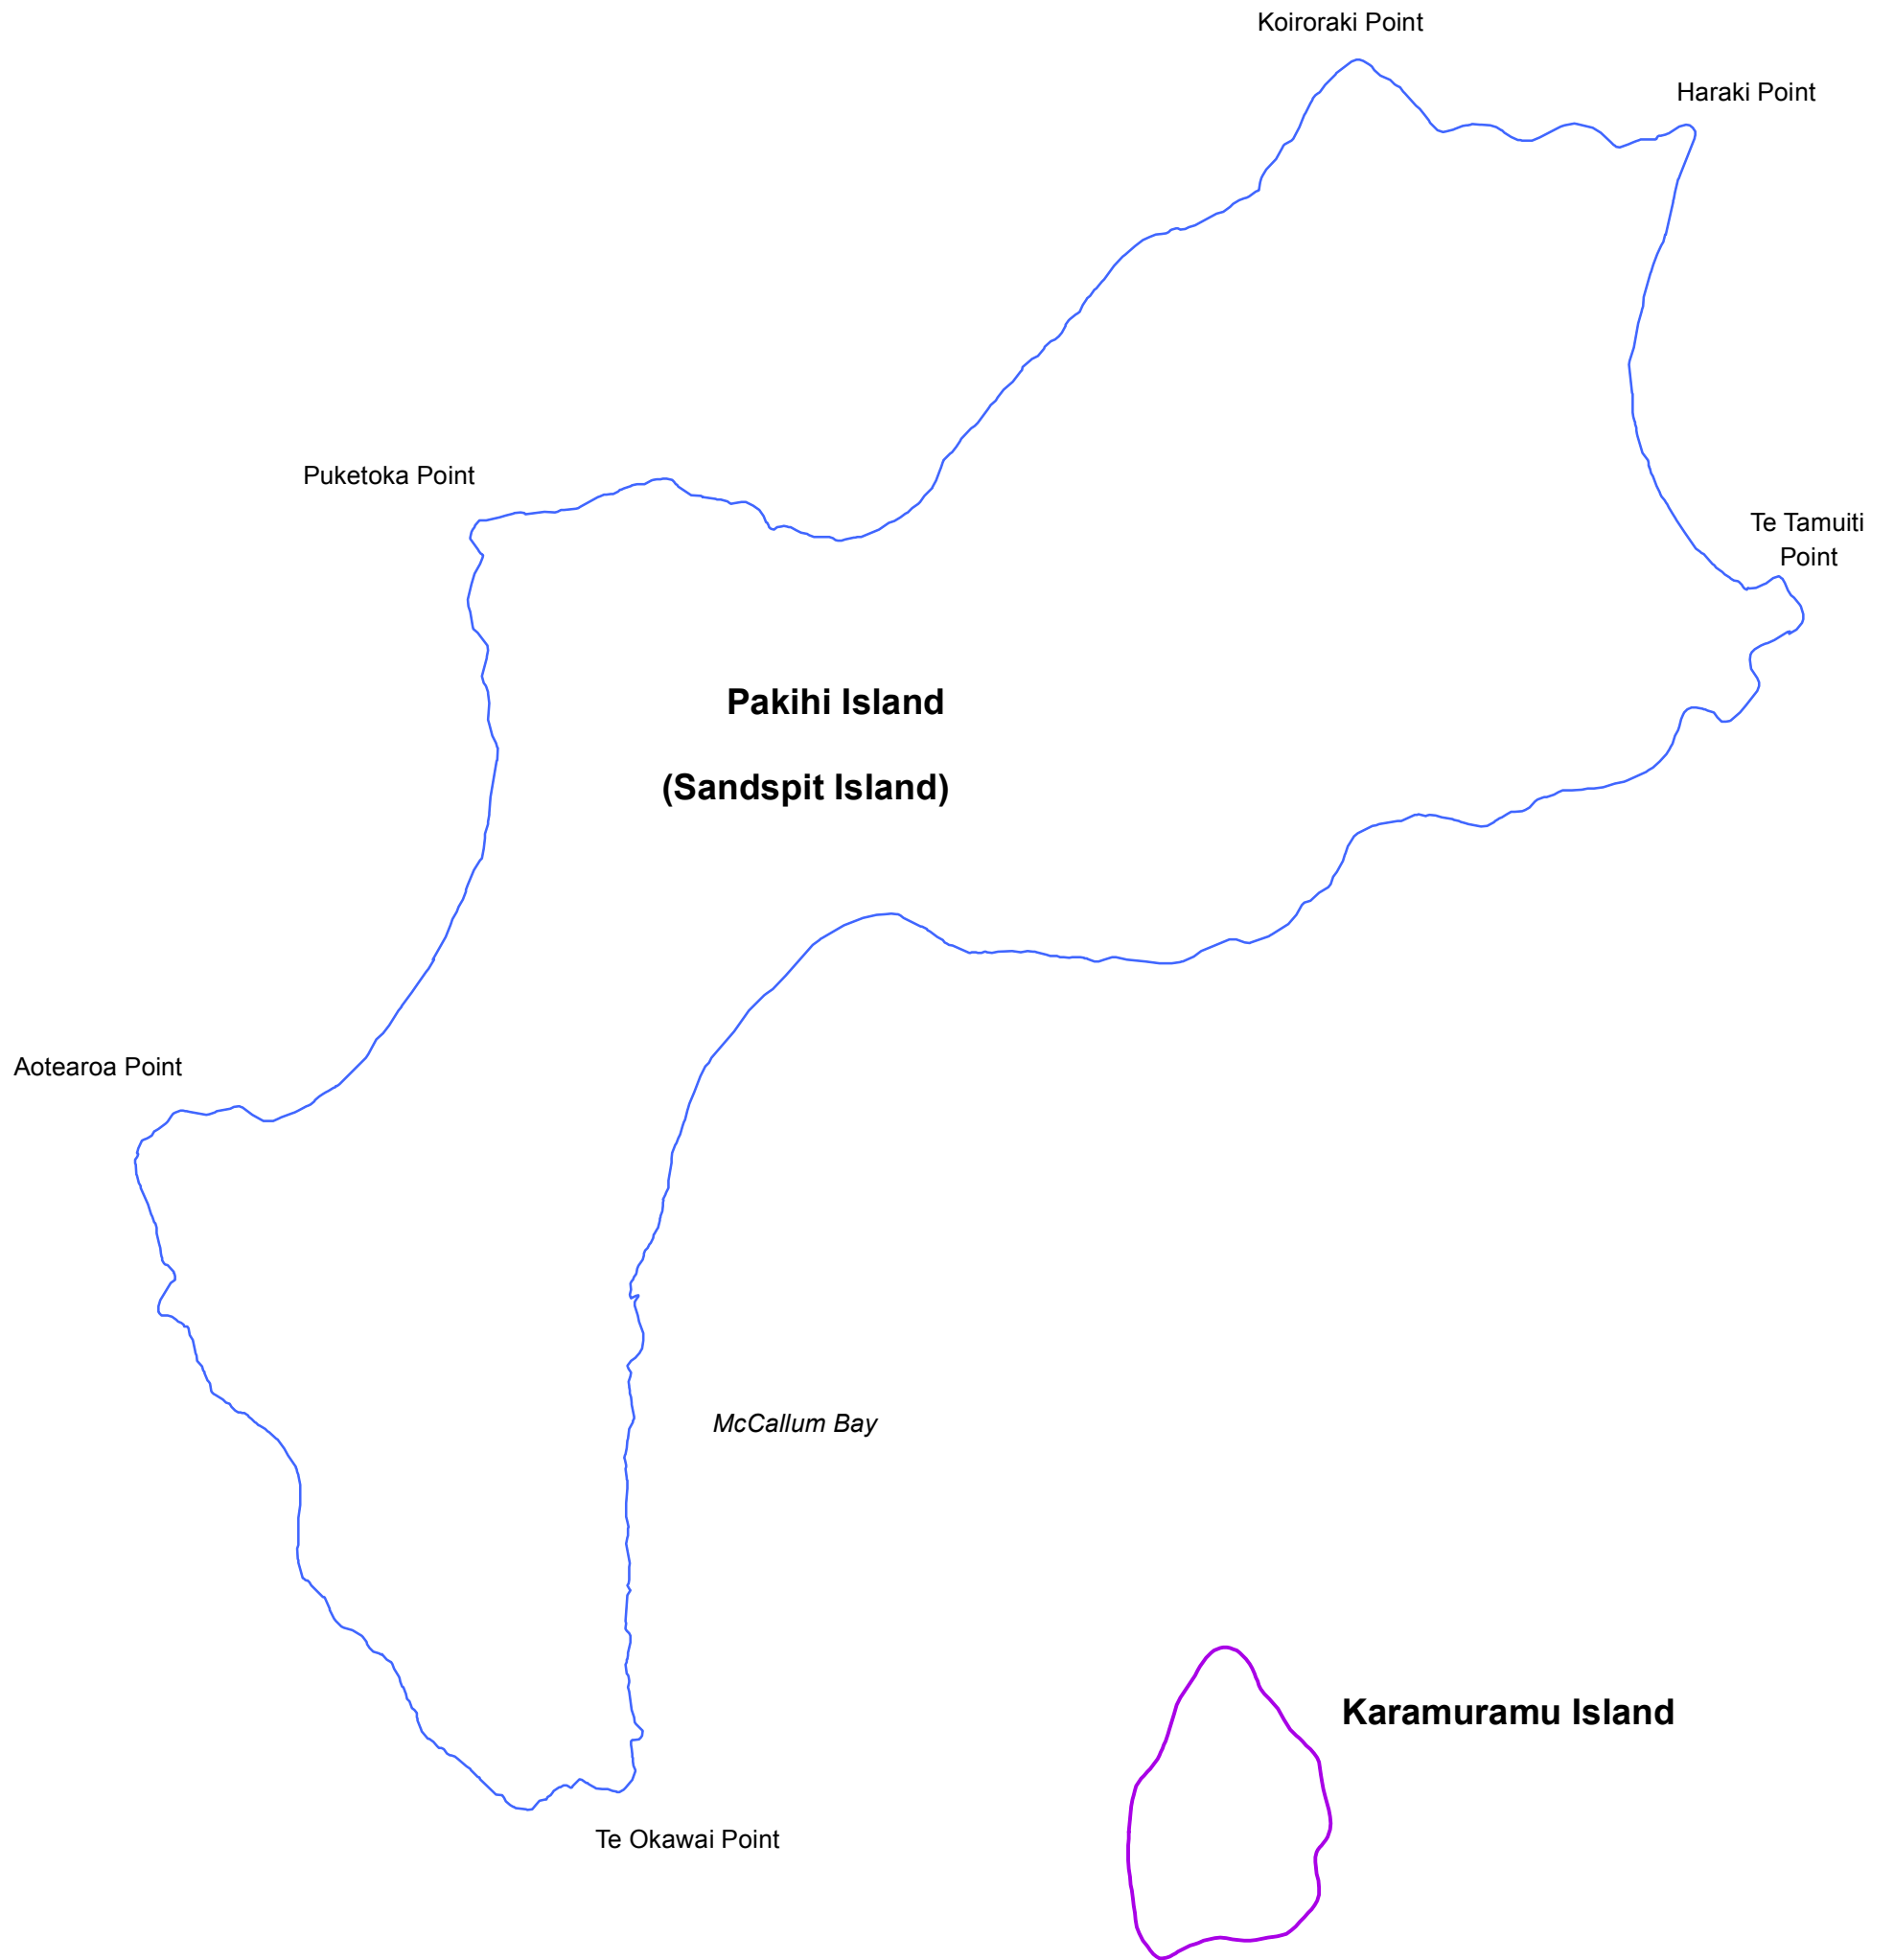 Koiroraki Point
Haraki Point
Puketoka Point
Te Tamuiti
Point
Pakihi Island
(Sandspit Island)
Aotearoa Point
McCallum Bay
Karamuramu Island
Te Okawai Point